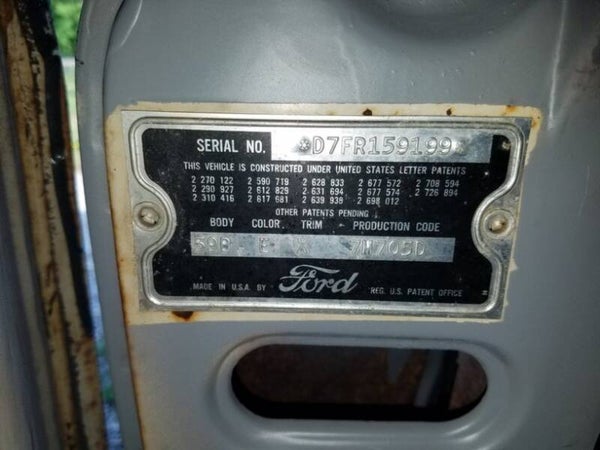 SERIAL NO. *D7FR159199*
THIS VEHICLE IS CONSTRUCTED UNDER UNITED STATES LETTER PATENTS
2 270 122 2 590 719 2 628 833 2 677 572 2 708 594
2 290 927 2 612 829 2 631 694 2 677 574 2 726 894
2 310 416 2 617 681 2 639 938 2 698 012
OTHER PATENTS PENDING
BODY COLOR TRIM PRODUCTION CODE
E
MADE IN U.S.A. BY Ford REG. U.S. PATENT OFFICE